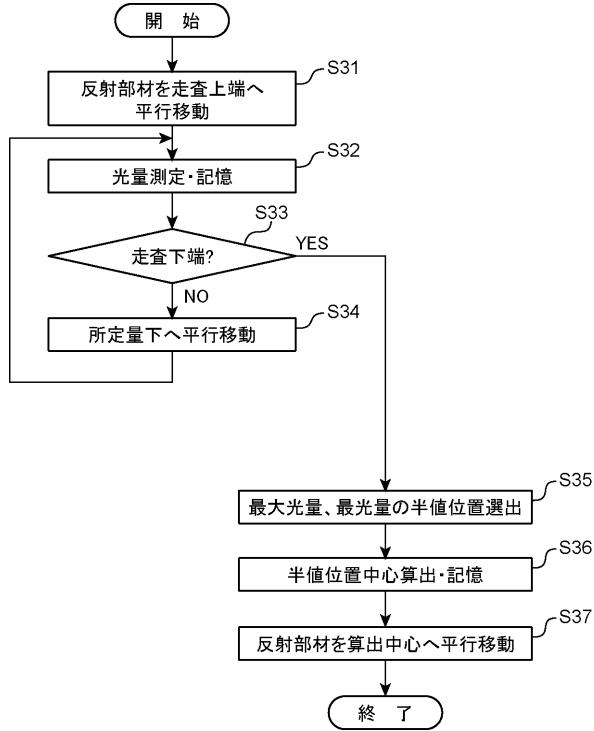 開 始
S31
反射部材を走査上端へ
平行移動
S32
光量測定・記憶
S33
走査下端?
YES
NO
S34
所定量下へ平行移動
S35
最大光量、最光量の半値位置選出
S36
半値位置中心算出・記憶
S37
反射部材を算出中心へ平行移動
終 了